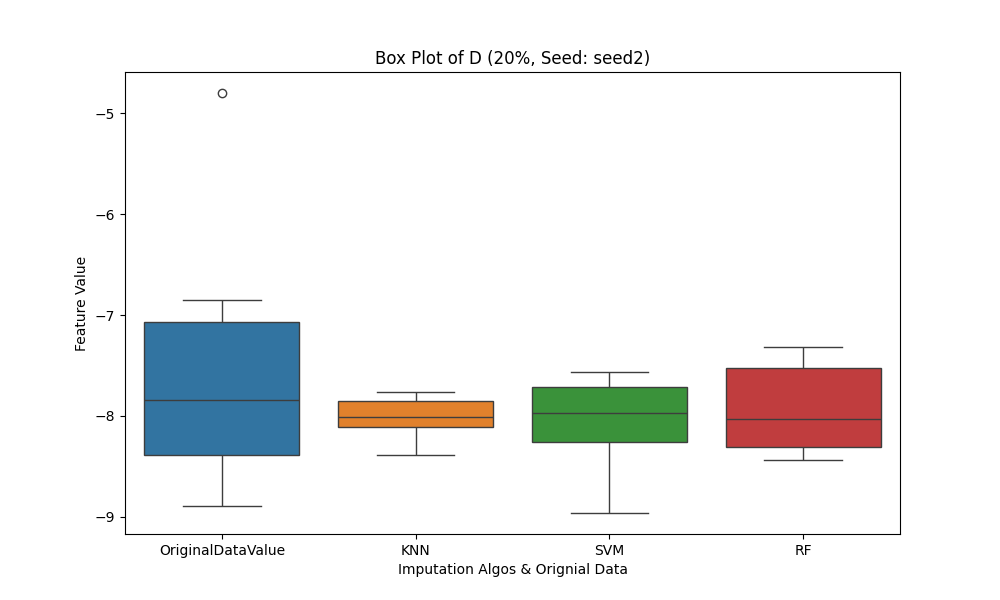 Box Plot of D (20%, Seed: seed2)
Feature Value
−5
−6
−7
−8
−9
OriginalDataValue
KNN
SVM
RF
Imputation Algos & Orignial Data